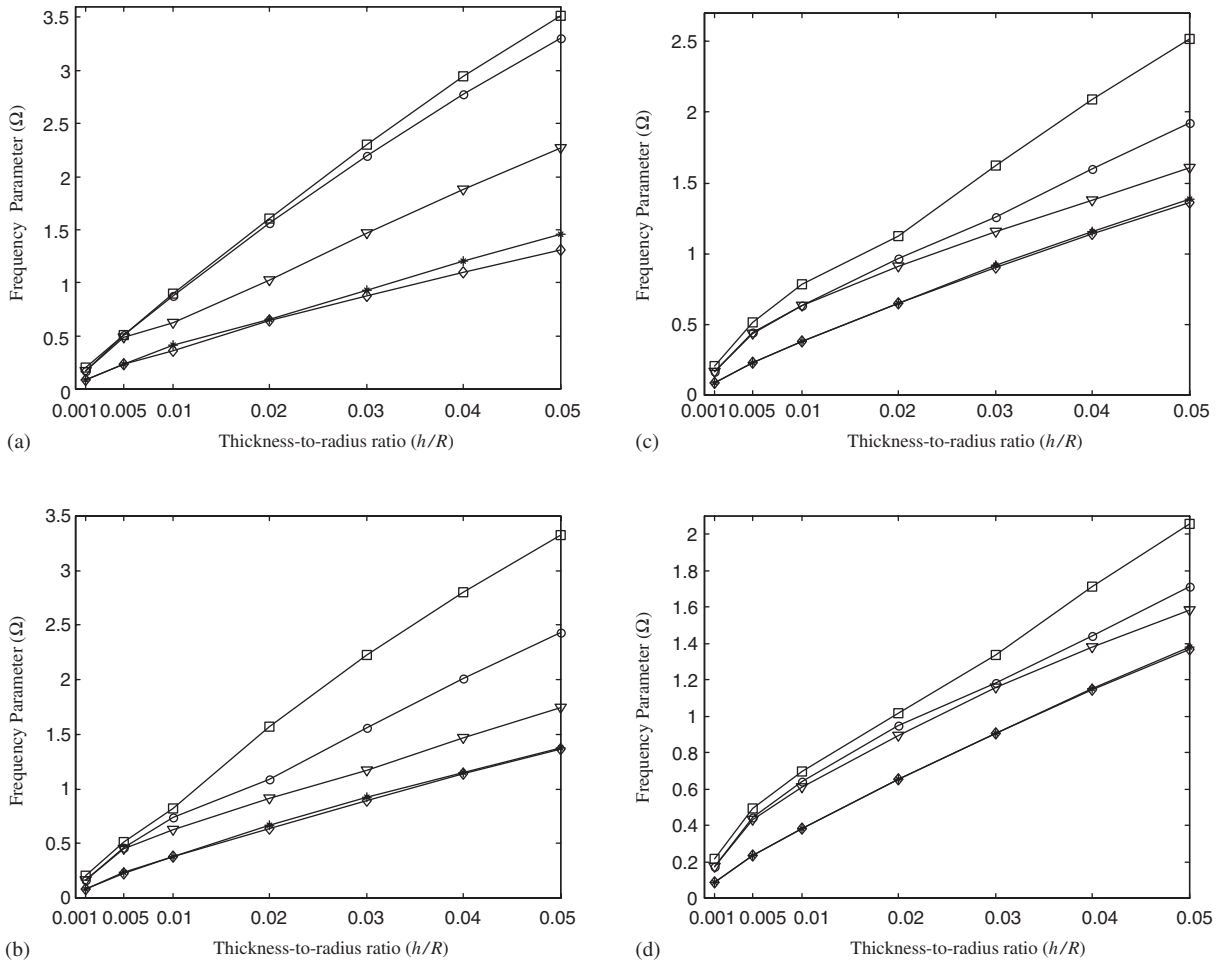 3.5
3
2.5
2
1.5
1
0.5
0
Frequency Parameter (Ω)
0.001 0.005 0.01 0.02 0.03 0.04 0.05
(a) Thickness-to-radius ratio (h/R)
2.5
2
1.5
1
0.5
0
Frequency Parameter (Ω)
0.001 0.005 0.01 0.02 0.03 0.04 0.05
(c) Thickness-to-radius ratio (h/R)
3.5
3
2.5
2
1.5
1
0.5
0
Frequency Parameter (Ω)
0.001 0.005 0.01 0.02 0.03 0.04 0.05
(b) Thickness-to-radius ratio (h/R)
2
1.8
1.6
1.4
1.2
1
0.8
0.6
0.4
0.2
0
Frequency Parameter (Ω)
0.001 0.005 0.01 0.02 0.03 0.04 0.05
(d) Thickness-to-radius ratio (h/R)